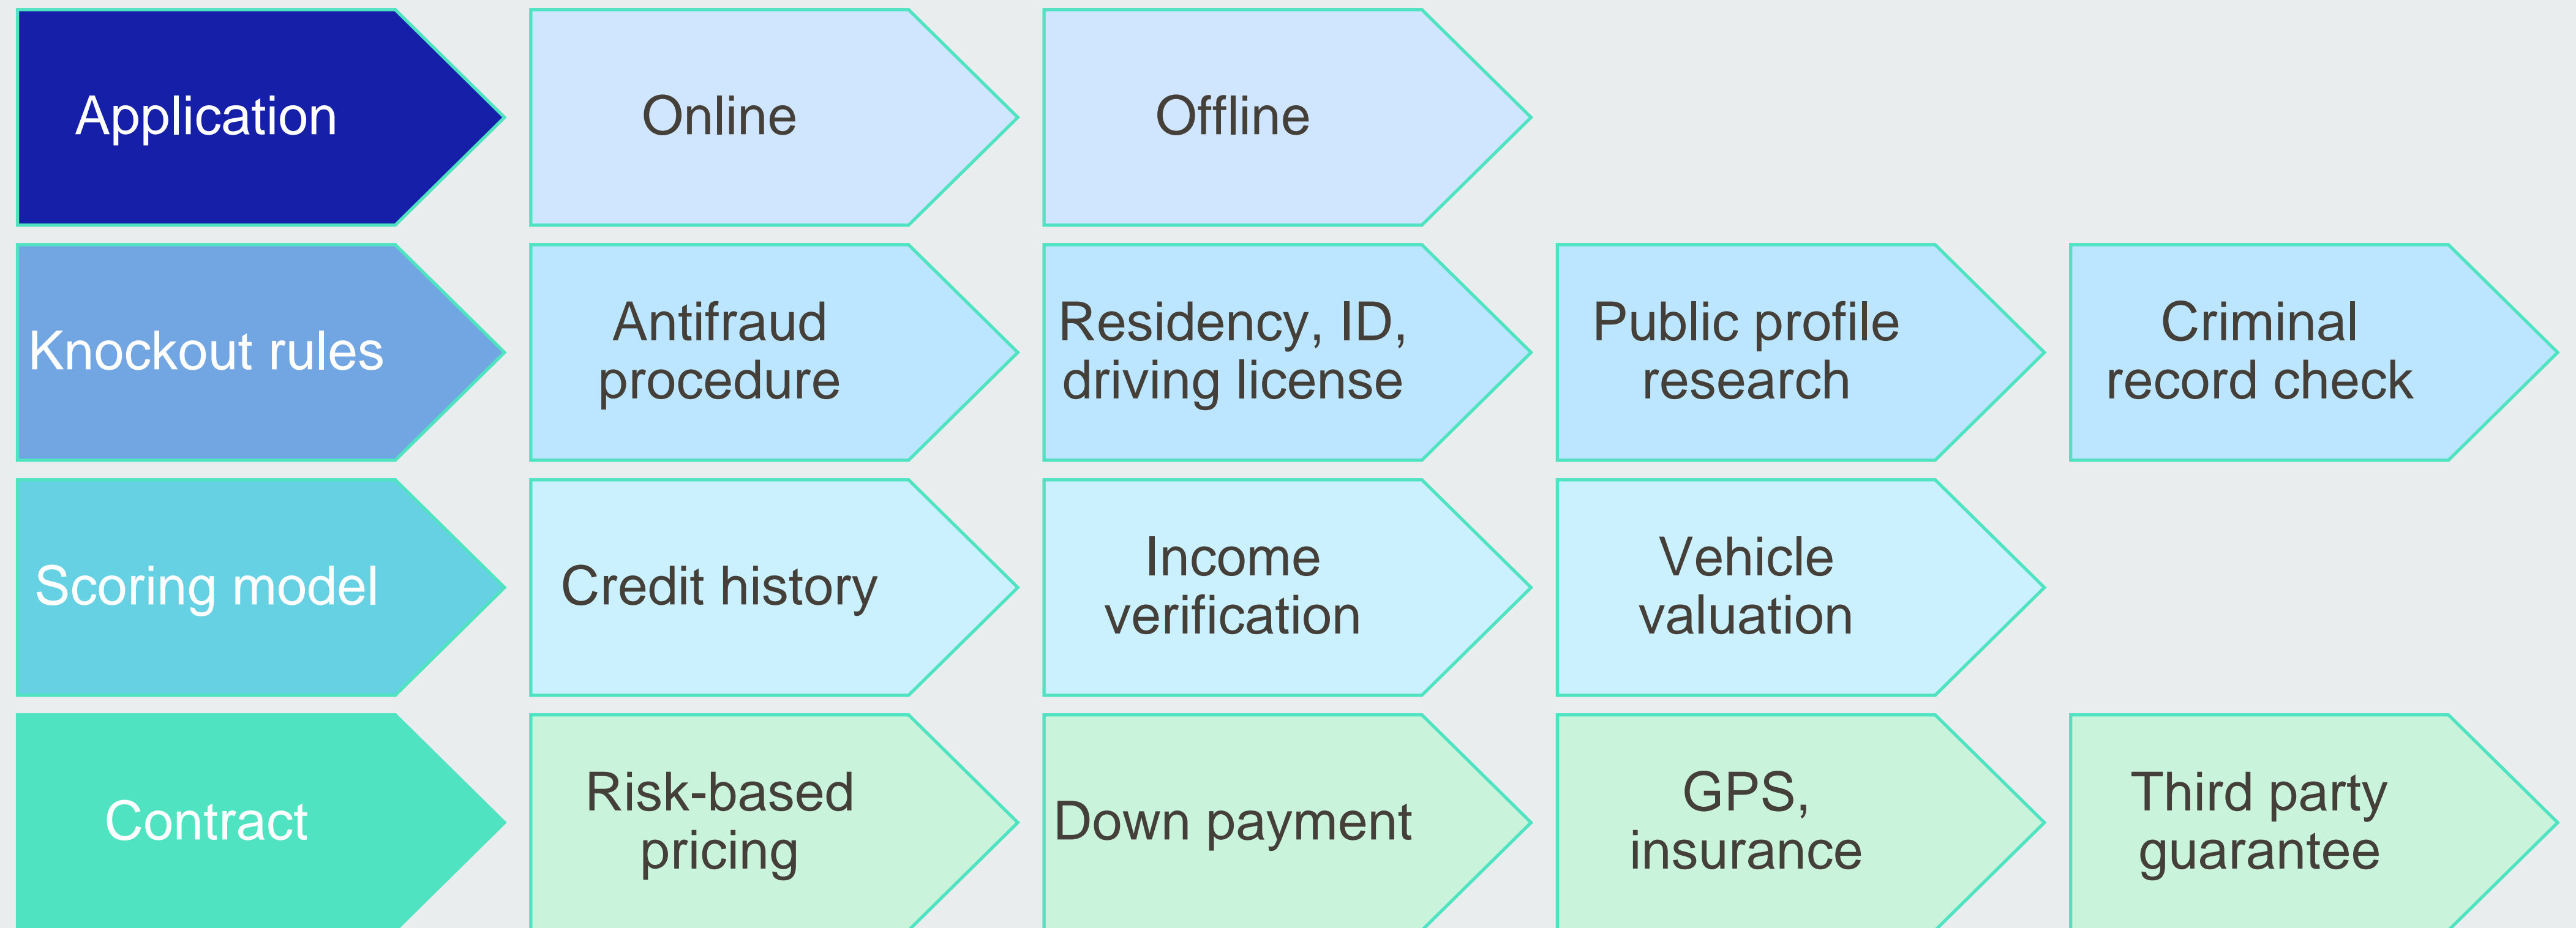 Application
Online
Offline
Knockout rules
Antifraud
procedure
Residency, ID,
driving license
Public profile
research
Criminal
record check
Scoring model
Credit history
Income
verification
Vehicle
valuation
Contract
Risk-based
pricing
Down payment
GPS,
insurance
Third party
guarantee